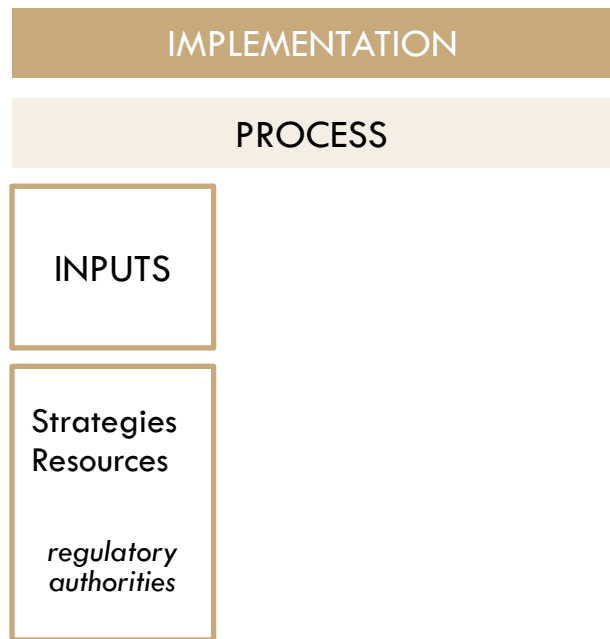 IMPLEMENTATION
PROCESS
INPUTS
Strategies
Resources
regulatory
authorities